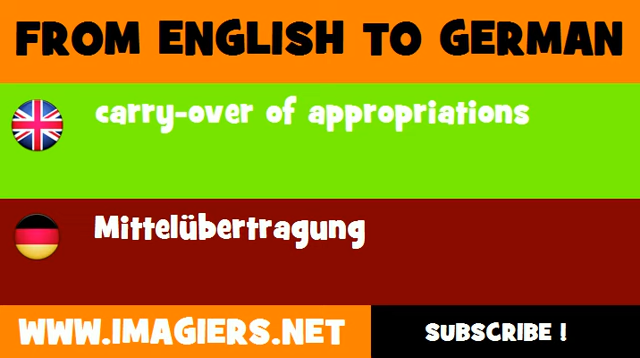 FROM ENGLISH TO GERMAN
carry-over of appropriations
Mittelübertragung
WWW.IMAGIERS.NET
SUBSCRIBE !